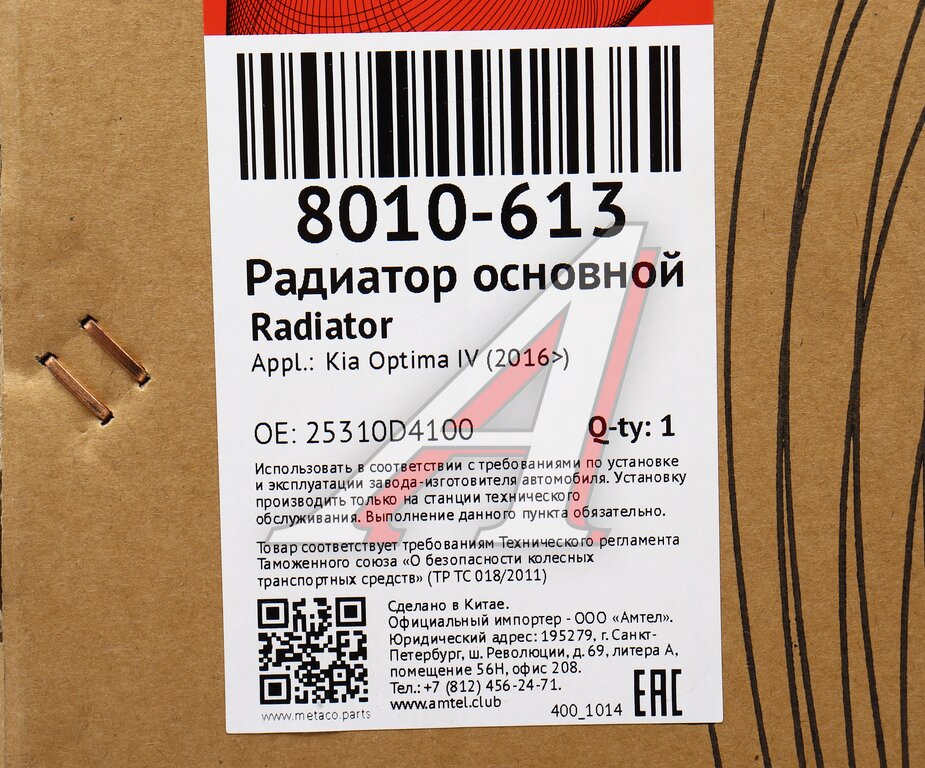 8010-613
Радиатор основной
Radiator
Appl.: Kia Optima IV (2016>)
OE: 25310D4100 Q-ty: 1
Использовать в соответствии с требованиями по установке
и эксплуатации завода-изготовителя автомобиля. Установку
производить только на станции технического
обслуживания. Выполнение данного пункта обязательно.
Товар соответствует требованиям Технического регламента
Таможенного союза «О безопасности колесных
транспортных средств» (ТР ТС 018/2011)
Сделано в Китае.
Официальный импортер - ООО «Амтел».
Юридический адрес: 195279, г. Санкт-
Петербург, ш. Революции, д. 69, литера А,
помещение 56Н, офис 208.
Тел.: +7 (812) 456-24-71.
www.amtel.club
www.metaco.parts
400_1014
EAC